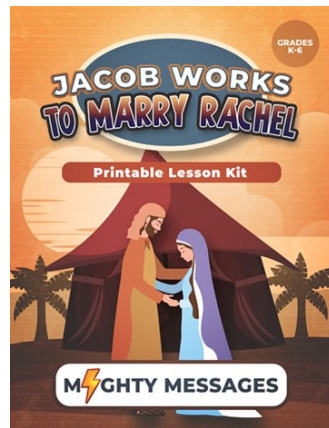 GRADES
K-6
JACOB WORKS
TO MARRY RACHEL
Printable Lesson Kit
MIGHTY MESSAGES